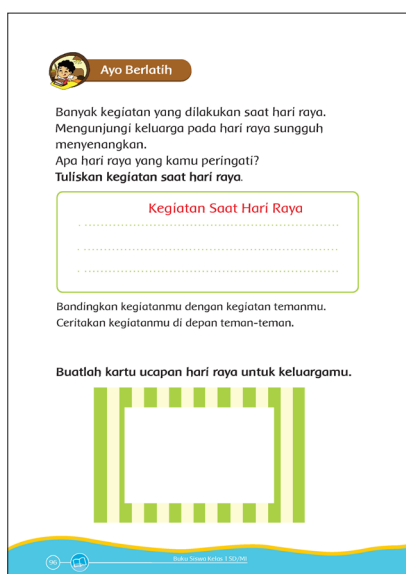 Ayo Berlatih
Banyak kegiatan yang dilakukan saat hari raya.
Mengunjungi keluarga pada hari raya sungguh
menyenangkan.
Apa hari raya yang kamu peringati?
Tuliskan kegiatan saat hari raya.
Kegiatan Saat Hari Raya
Bandingkan kegiatanmu dengan kegiatan temanmu.
Ceritakan kegiatanmu di depan teman-teman.
Buatlah kartu ucapan hari raya untuk keluargamu.
96
Buku Siswa Kelas 1 SD/MI